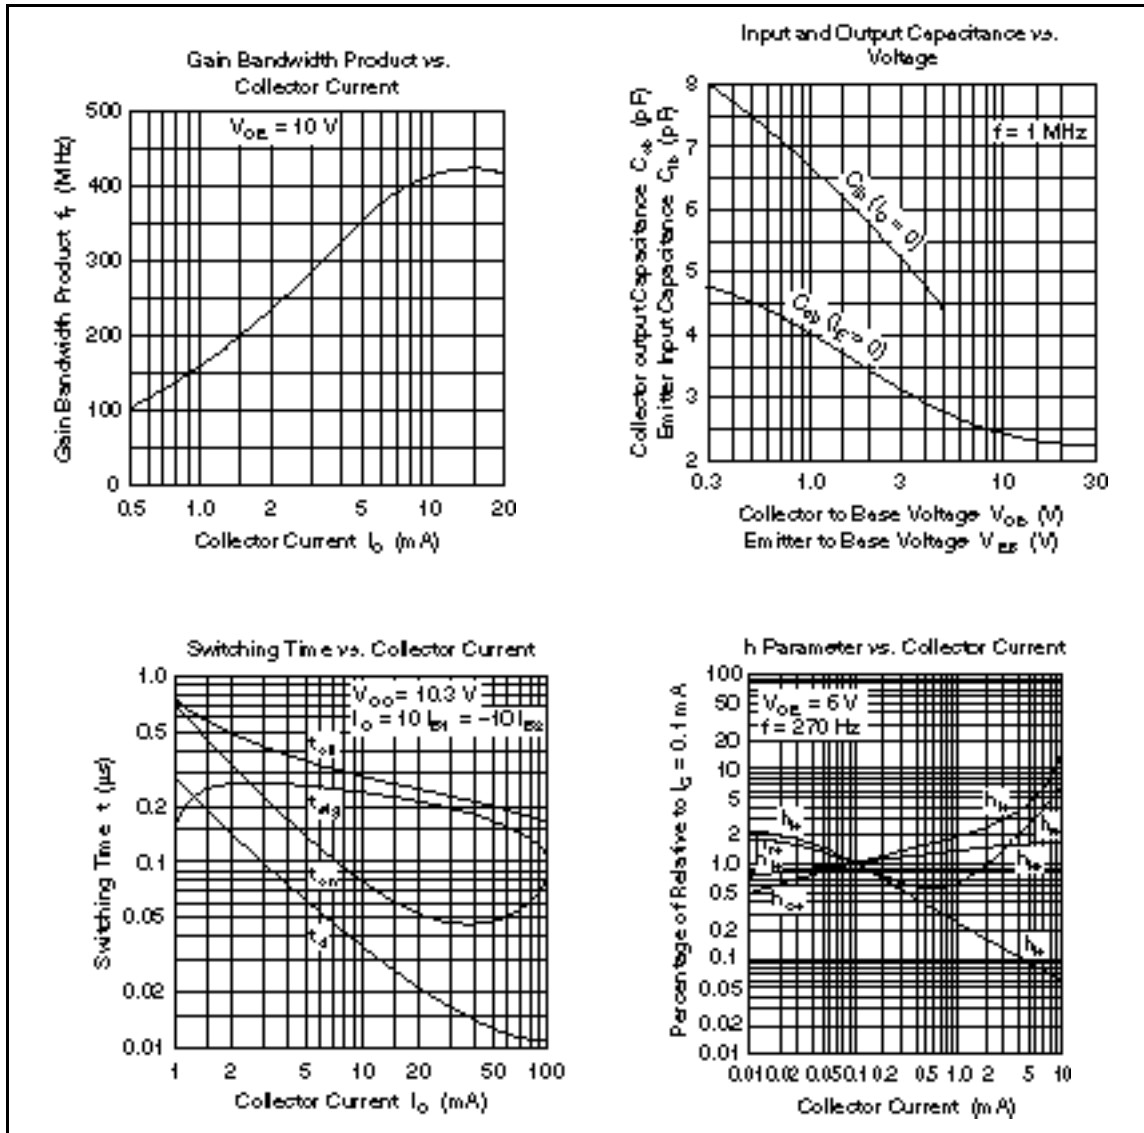 Gain Bandwidth Product vs.
Collector Current
Gain Bandwidth Product fT (MHz)
500
400
300
200
100
0
VCE = 10 V
0.5 1.0 2 5 10 20
Collector Current IC (mA)
Input and Output Capacitance vs.
Voltage
Collector output Capacitance Cob (pF)
Emitter Input Capacitance Cib (pF)
8
7
6
5
4
3
2
f = 1 MHz
Cib (IC = 0)
Cob (IE = 0)
0.3 1.0 3 10 30
Collector to Base Voltage VCB (V)
Emitter to Base Voltage VEB (V)
Switching Time vs. Collector Current
Switching Time t (μs)
1.0
0.5
0.2
0.1
0.05
0.02
0.01
VCC = 10.3 V
IC = 10 IB1 = –10 IB2
toff
tstg
ton
td
1 2 5 10 20 50 100
Collector Current IC (mA)
h Parameter vs. Collector Current
Percentage of Relative to IC = 0.1 mA
100
50
20
10
5
2
1.0
0.5
0.2
0.1
0.05
0.02
0.01
VCE = 6 V
f = 270 Hz
0.01 0.02 0.05 0.1 0.2 0.5 1.0 2 5 10
Collector Current (mA)